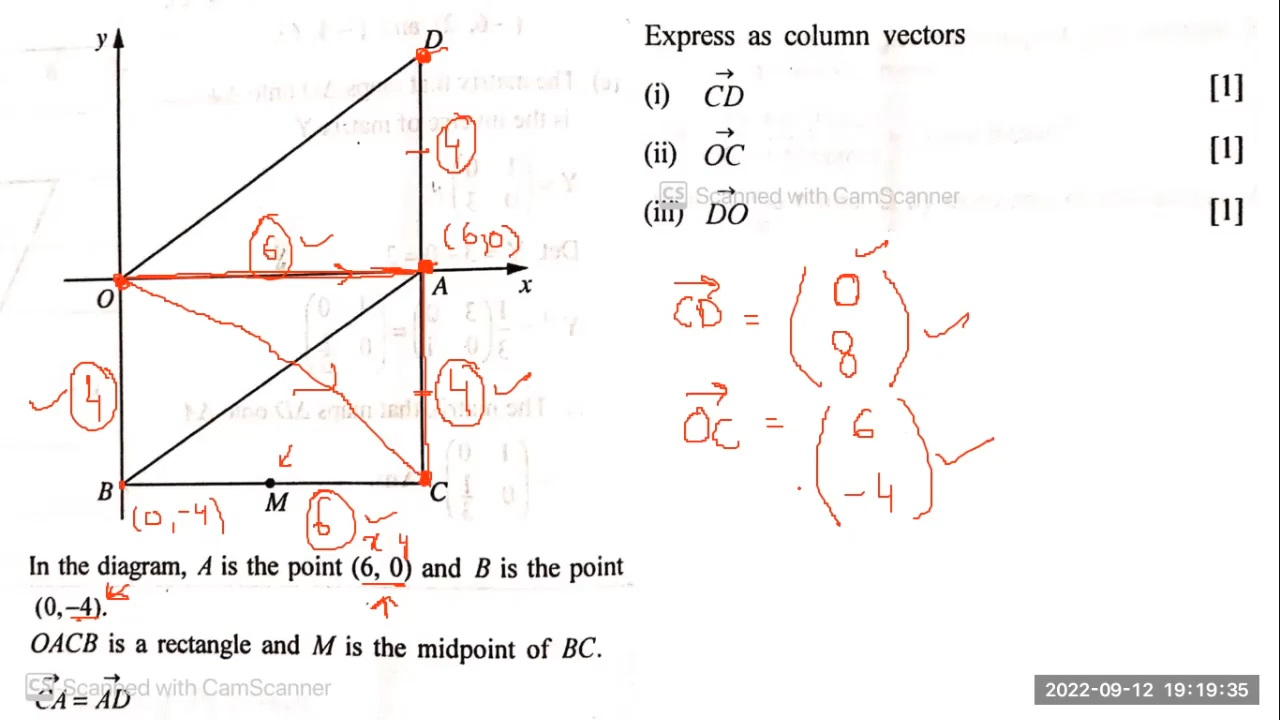 y
D
4
6
(6,0)
O
A
x
4
4
B
M
C
(0,-4)
6
x y
In the diagram, A is the point (6, 0) and B is the point
(0, –4).
OACB is a rectangle and M is the midpoint of BC.
CS Scanned with CamScanner
CA = AD
Express as column vectors
(i) CD [1]
(ii) OC [1]
CS Scanned with CamScanner
(iii) DO [1]
CD = (0
8)
OC = (6
-4)
2022-09-12 19:19:35